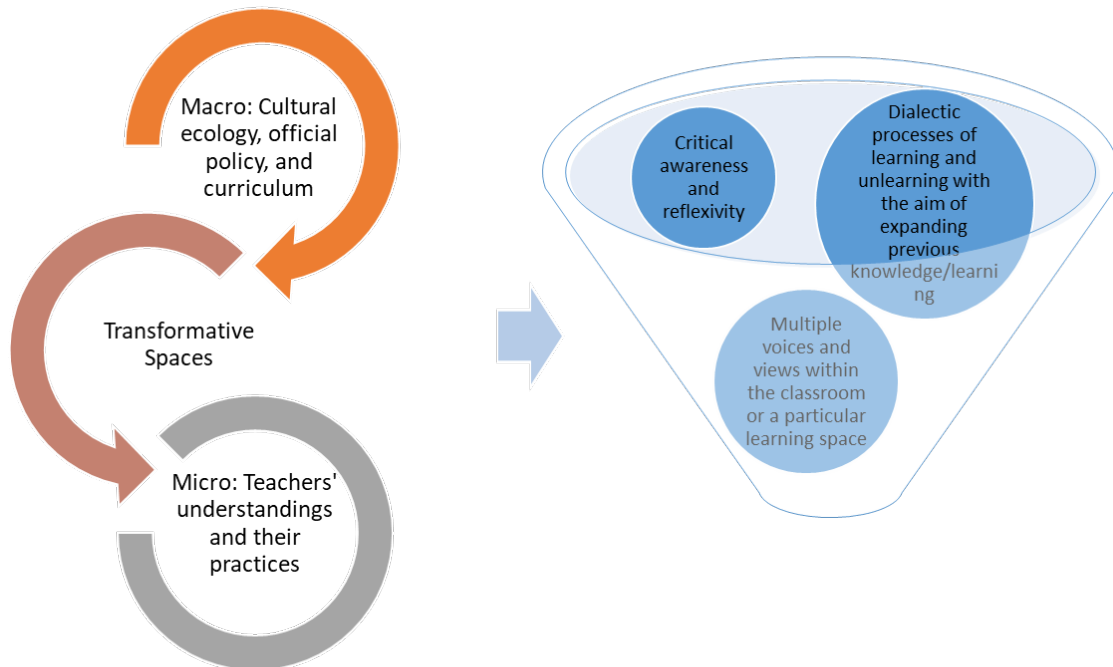 Macro: Cultural
ecology, official
policy, and
curriculum
Transformative
Spaces
Micro: Teachers'
understandings
and their
practices
Critical
awareness
and
reflexivity
Dialectic
processes of
learning and
unlearning with
the aim of
expanding
previous
knowledge/learni
ng
Multiple
voices and
views within
the classroom
or a particular
learning space